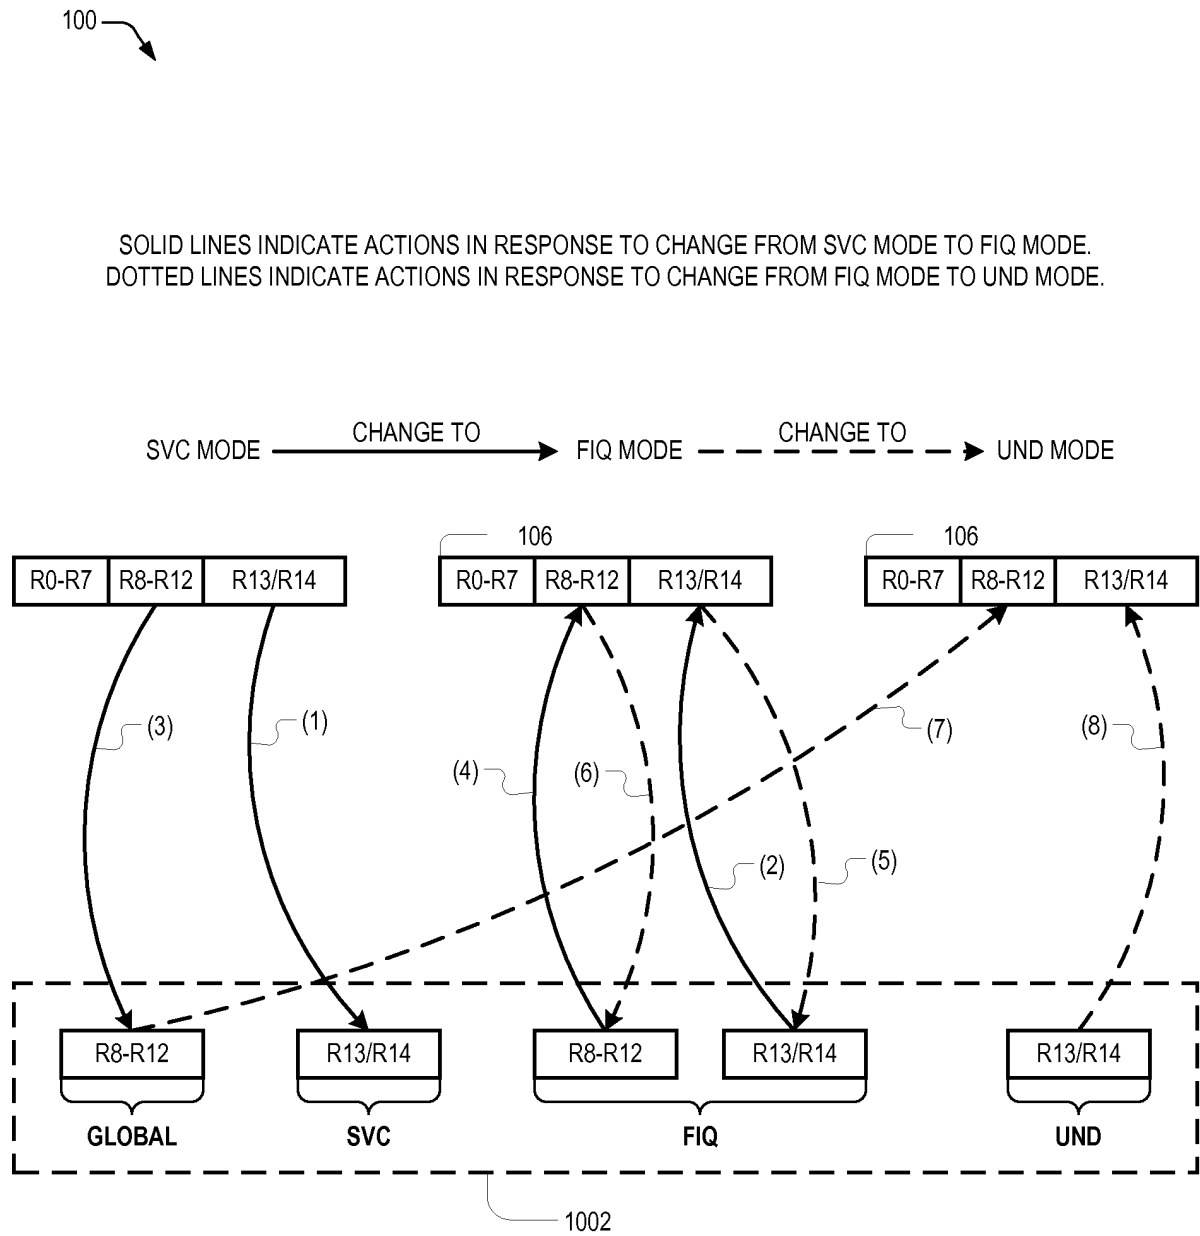 100
SOLID LINES INDICATE ACTIONS IN RESPONSE TO CHANGE FROM SVC MODE TO FIQ MODE.
DOTTED LINES INDICATE ACTIONS IN RESPONSE TO CHANGE FROM FIQ MODE TO UND MODE.
SVC MODE CHANGE TO FIQ MODE CHANGE TO UND MODE
106 106
R0-R7 R8-R12 R13/R14 R0-R7 R8-R12 R13/R14 R0-R7 R8-R12 R13/R14
(3) (1) (7) (8)
(4) (6)
(2) (5)
R8-R12 R13/R14 R8-R12 R13/R14 R13/R14
GLOBAL SVC FIQ UND
1002